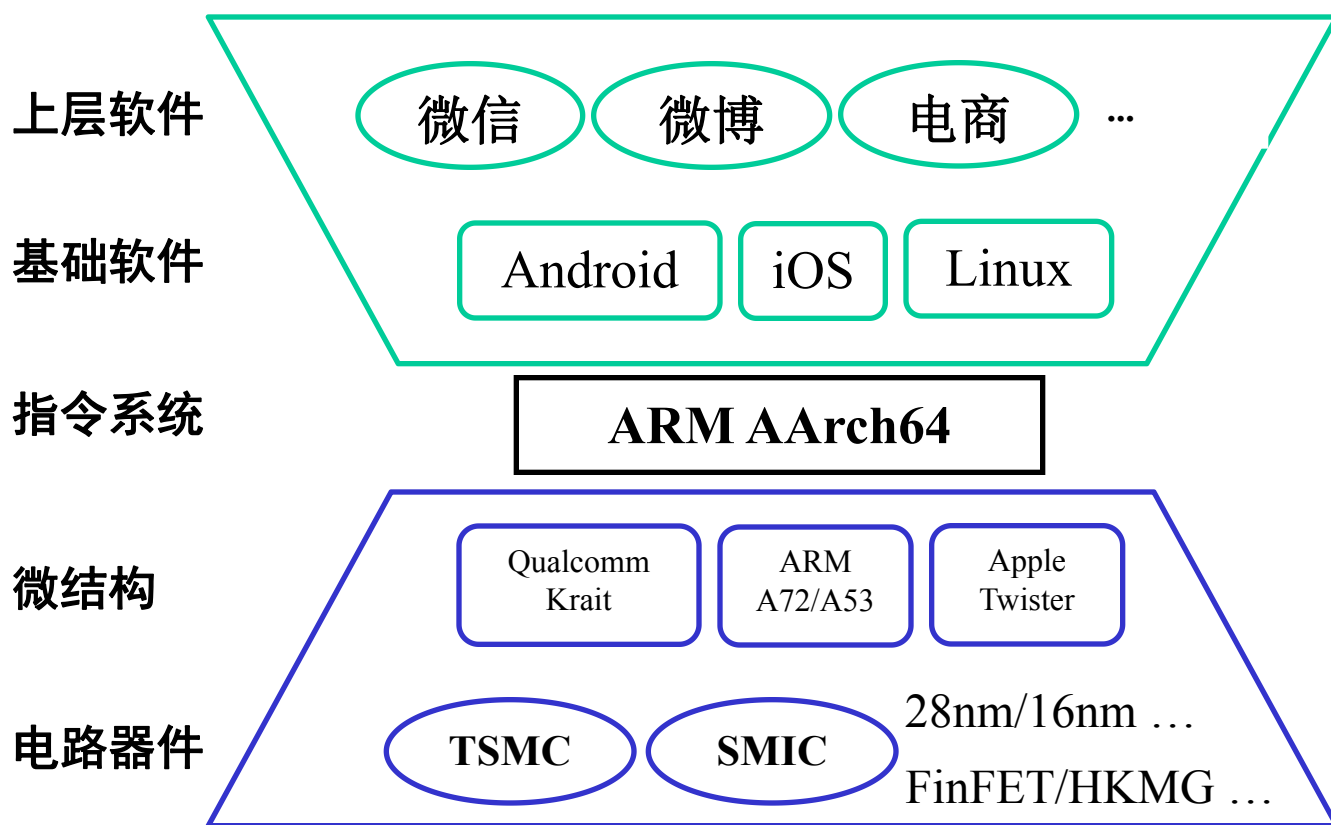 上层软件
微信 微博 电商 ...
基础软件
Android iOS Linux
指令系统
ARM AArch64
微结构
Qualcomm
Krait
ARM
A72/A53
Apple
Twister
电路器件
TSMC SMIC
28nm/16nm ...
FinFET/HKMG ...